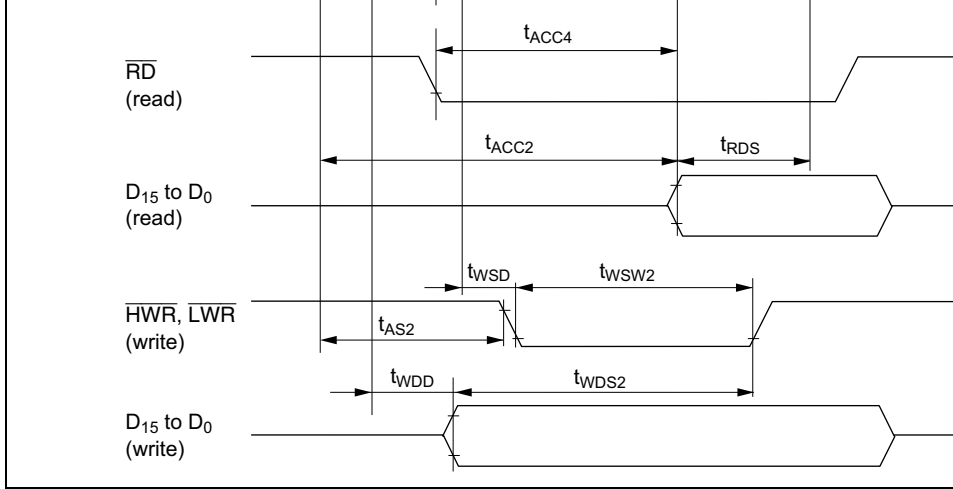 tACC4
RD
(read)
tACC2
tRDS
D15 to D0
(read)
tWSD
tWSW2
HWR, LWR
(write)
tAS2
tWDD
tWDS2
D15 to D0
(write)